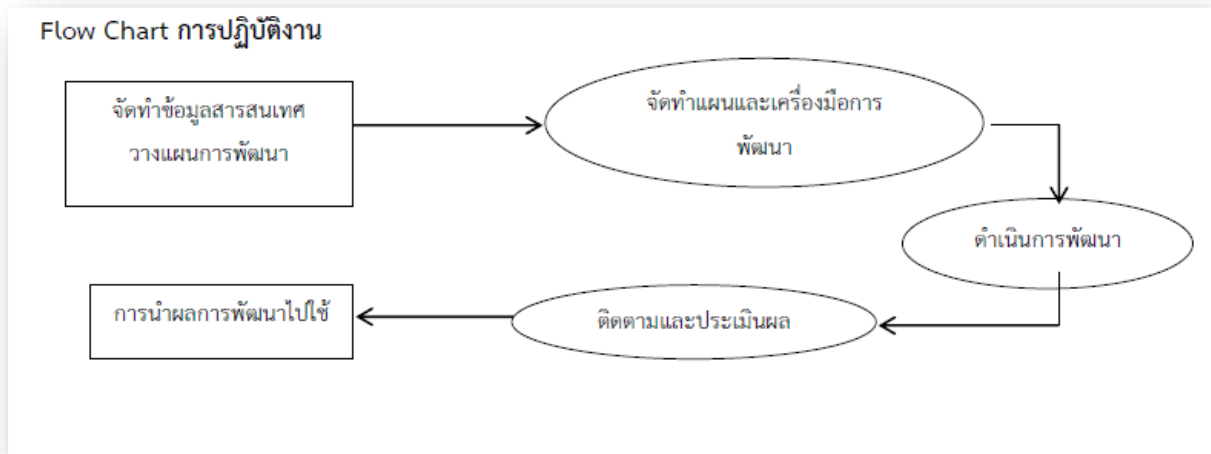 Flow Chart การปฏิบัติงาน
จัดทำข้อมูลสารสนเทศ
วางแผนการพัฒนา
จัดทำแผนและเครื่องมือการ
พัฒนา
ดำเนินการพัฒนา
ติดตามและประเมินผล
การนำผลการพัฒนาไปใช้